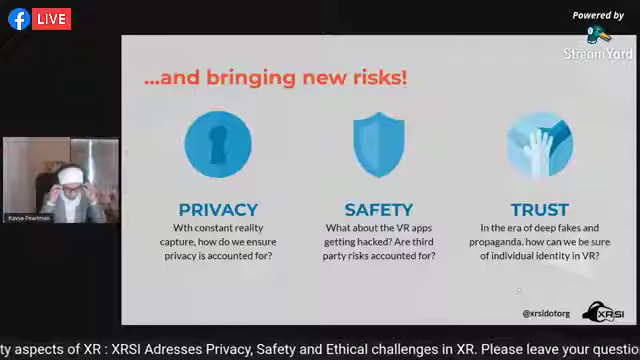 LIVE
Powered by
StreamYard
...and bringing new risks!
PRIVACY
Wth constant reality
capture, how do we ensure
privacy is accounted for?
SAFETY
What about the VR apps
getting hacked? Are third
party risks accounted for?
TRUST
In the era of deep fakes and
propaganda, how can we be sure
of individual identity in VR?
Kavya Pearlman
@xrsidotorg
XRSI
ty aspects of XR : XRSI Adresses Privacy, Safety and Ethical challenges in XR. Please leave your questio